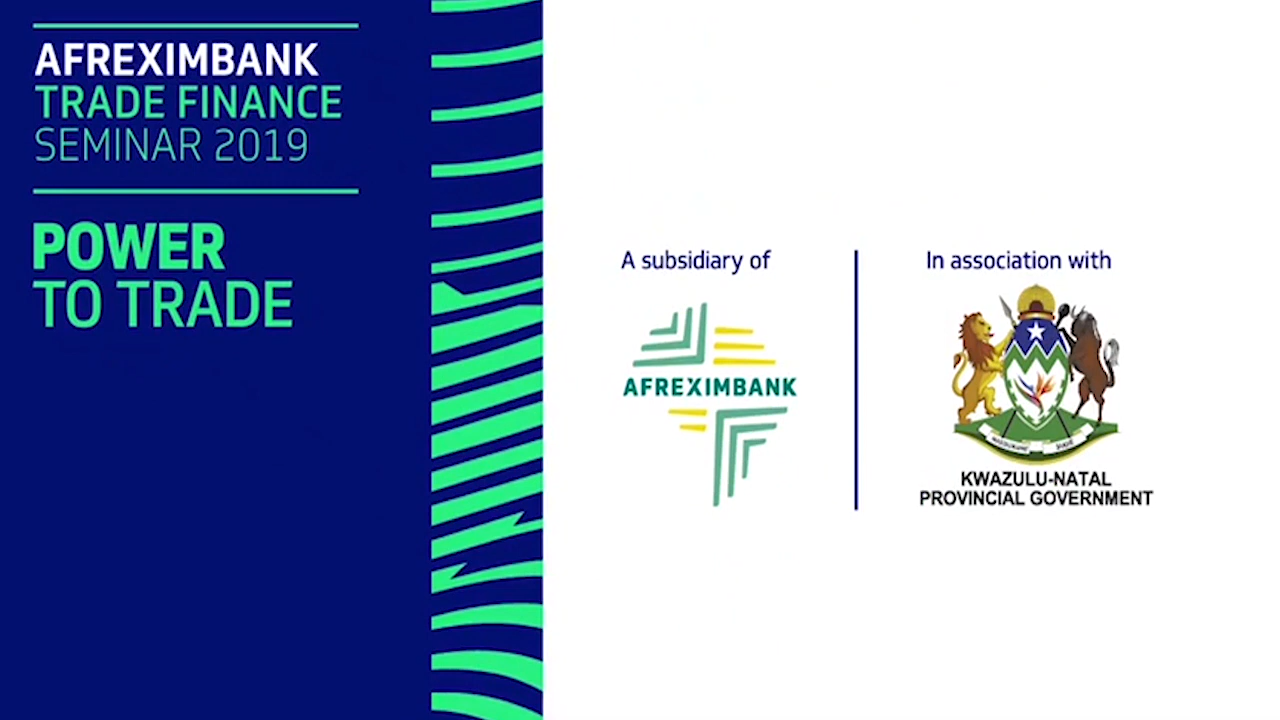 AFREXIMBANK
TRADE FINANCE
SEMINAR 2019
POWER
TO TRADE
A subsidiary of
AFREXIMBANK
In association with
KWAZULU-NATAL
PROVINCIAL GOVERNMENT